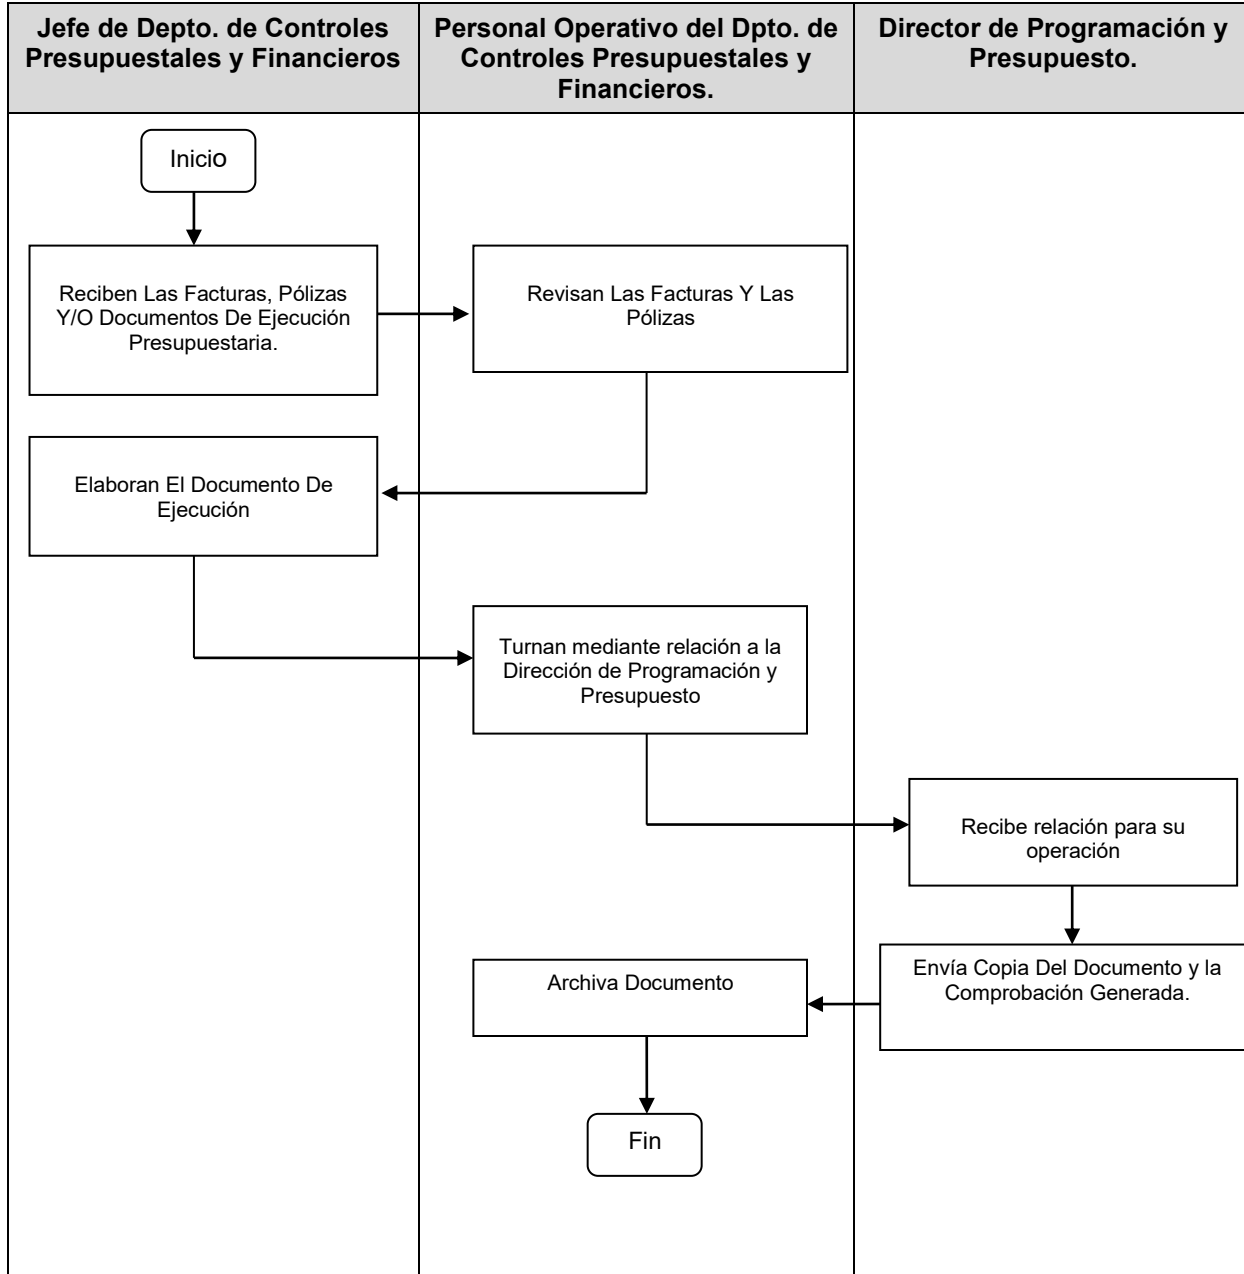 Jefe de Depto. de Controles
Presupuestales y Financieros
Personal Operativo del Dpto. de
Controles Presupuestales y
Financieros.
Director de Programación y
Presupuesto.
Inicio
Reciben Las Facturas, Pólizas
Y/O Documentos De Ejecución
Presupuestaria.
Revisan Las Facturas Y Las
Pólizas
Elaboran El Documento De
Ejecución
Turnan mediante relación a la
Dirección de Programación y
Presupuesto
Recibe relación para su
operación
Envía Copia Del Documento y la
Comprobación Generada.
Archiva Documento
Fin